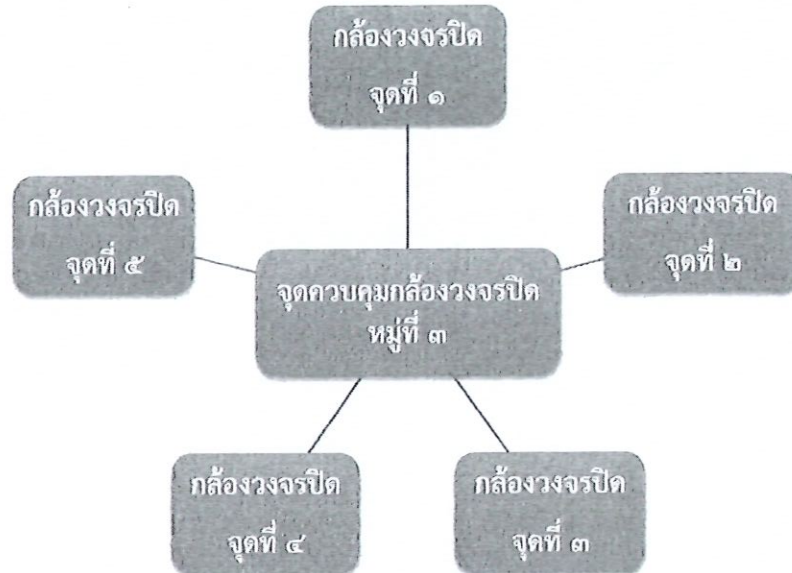 กล้องวงจรปิด
จุดที่ ๑
กล้องวงจรปิด
จุดที่ ๕
กล้องวงจรปิด
จุดที่ ๒
จุดควบคุมกล้องวงจรปิด
หมู่ที่ ๓
กล้องวงจรปิด
จุดที่ ๔
กล้องวงจรปิด
จุดที่ ๓